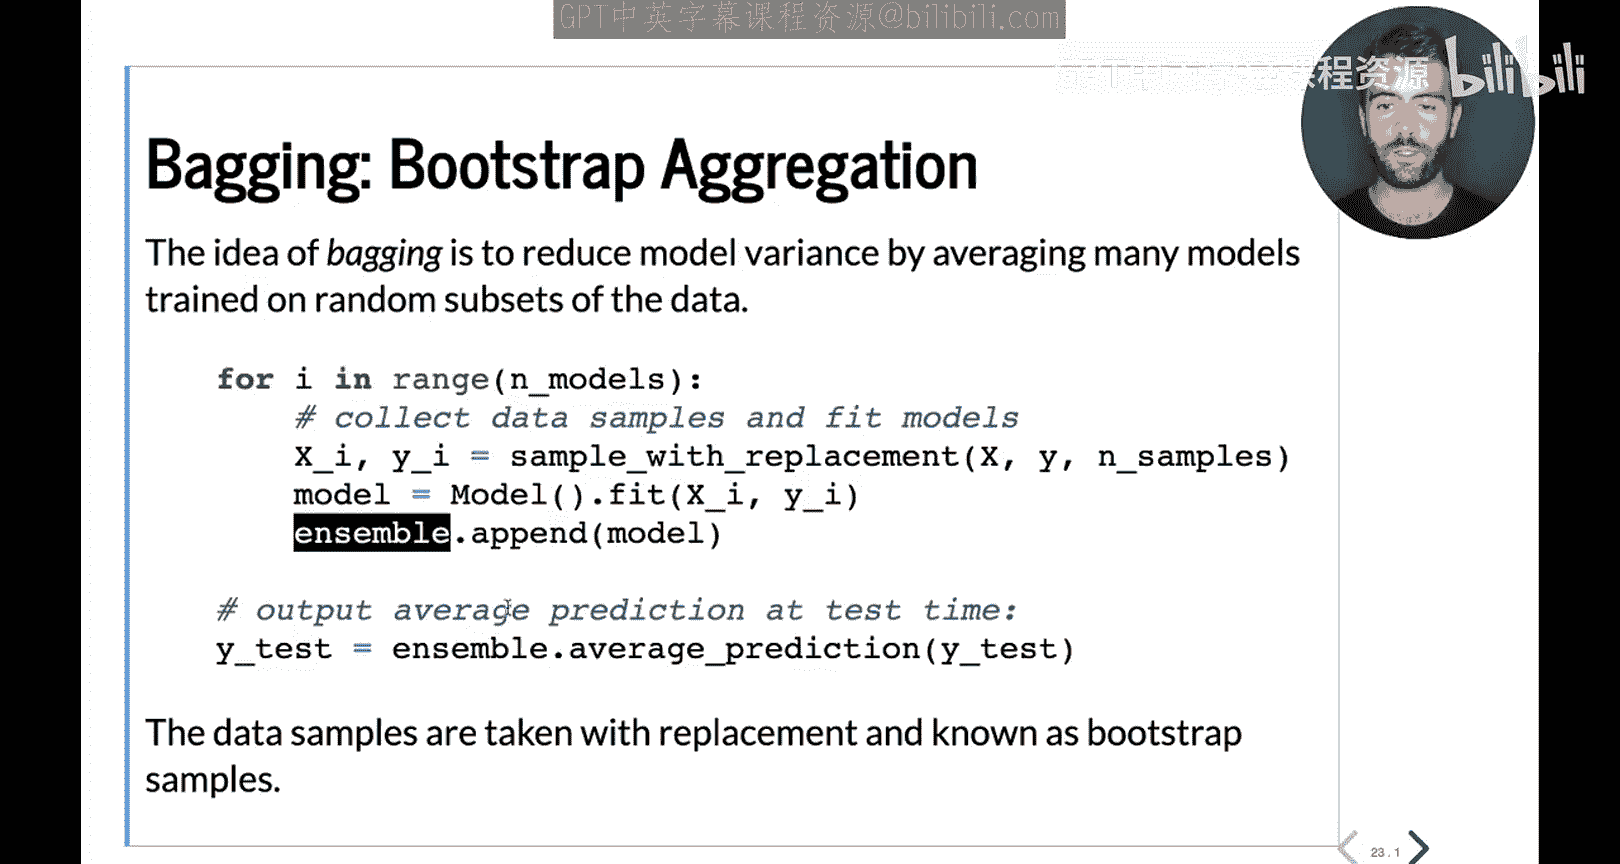 GPT中英字幕课程资源@bilibili.com
课程资源 bilibili
Bagging: Bootstrap Aggregation
The idea of bagging is to reduce model variance by averaging many models
trained on random subsets of the data.
for i in range(n_models):
# collect data samples and fit models
X_i, y_i = sample_with_replacement(X, y, n_samples)
model = Model().fit(X_i, y_i)
ensemble.append(model)
# output average prediction at test time:
y_test = ensemble.average_prediction(y_test)
The data samples are taken with replacement and known as bootstrap
samples.
23.1